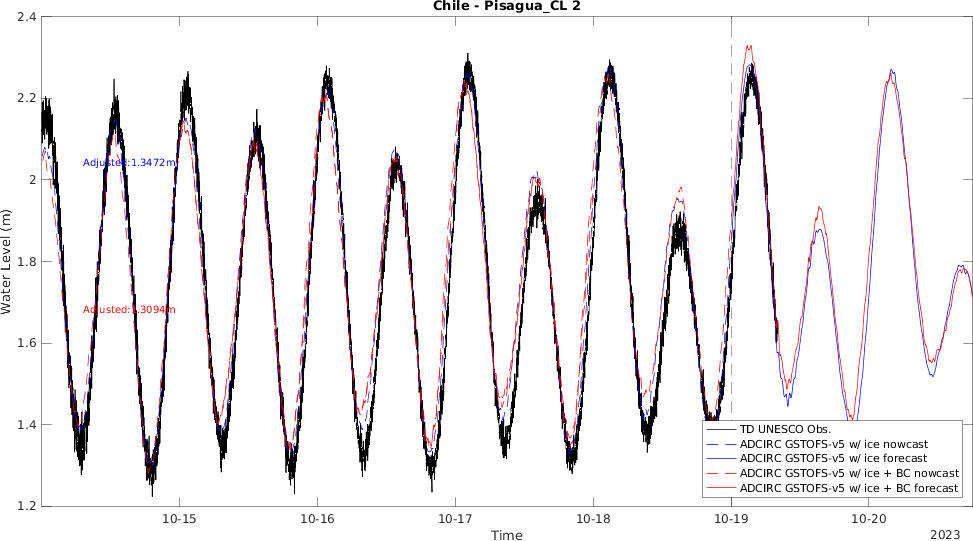 Chile - Pisagua_CL 2
2.4
2.2
2
1.8
1.6
1.4
1.2
Water Level (m)
Adjusted:1.3472m
Adjusted:1.3094m
TD UNESCO Obs.
ADCIRC GSTOFS-v5 w/ ice nowcast
ADCIRC GSTOFS-v5 w/ ice forecast
ADCIRC GSTOFS-v5 w/ ice + BC nowcast
ADCIRC GSTOFS-v5 w/ ice + BC forecast
10-15
10-16
10-17
10-18
10-19
10-20
Time
2023